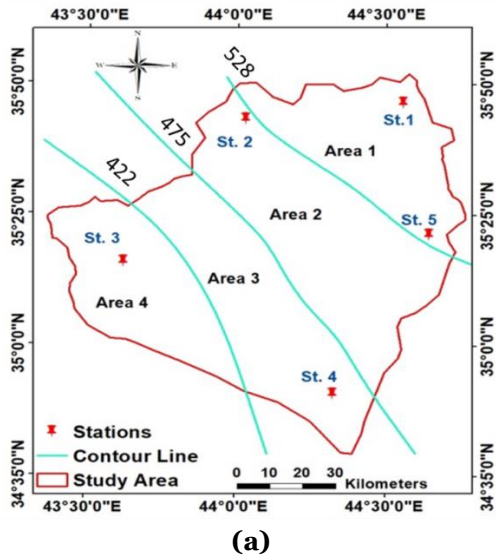 43°30'0"E 44°0'0"E 44°30'0"E
N
W E
S
35°50'0"N 35°50'0"N
528
475
422
St. 2
St.1
Area 1
35°25'0"N 35°25'0"N
St. 5
Area 2
St. 3
Area 3
Area 4
35°0'0"N 35°0'0"N
St. 4
Stations
Contour Line
Study Area
0 10 20 30
Kilometers
34°35'0"N 34°35'0"N
43°30'0"E 44°0'0"E 44°30'0"E
(a)